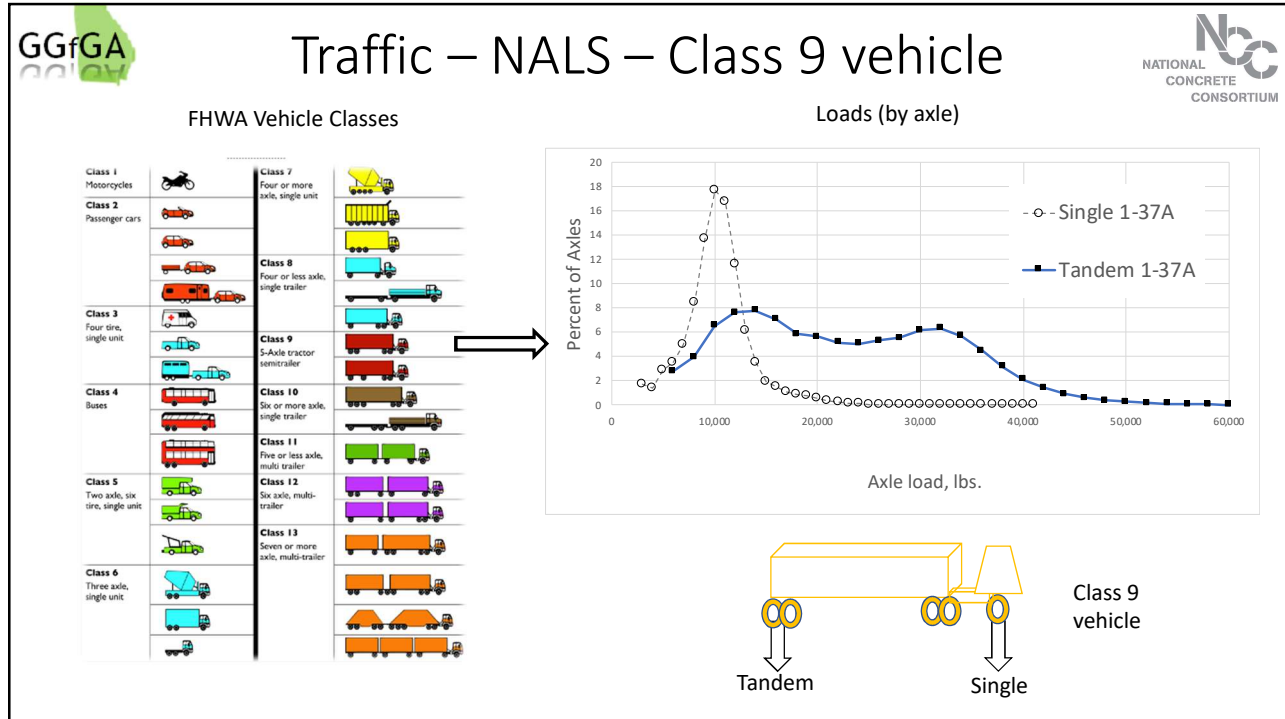 GGfGA
Traffic – NALS – Class 9 vehicle
NCC
NATIONAL
CONCRETE
CONSORTIUM
FHWA Vehicle Classes
Class 1
Motorcycles
Class 2
Passenger cars
Class 3
Four tire,
single unit
Class 4
Buses
Class 5
Two axle, six
tire, single unit
Class 6
Three axle,
single unit
Class 7
Four or more
axle, single unit
Class 8
Four or less axle,
single trailer
Class 9
5-Axle tractor
semitrailer
Class 10
Six or more axle,
single trailer
Class 11
Five or less axle,
multi trailer
Class 12
Six axle, multi-
trailer
Class 13
Seven or more
axle, multi-trailer
Loads (by axle)
Percent of Axles
20
18
16
14
12
10
8
6
4
2
0
0 10,000 20,000 30,000 40,000 50,000 60,000
Axle load, lbs.
Single 1-37A
Tandem 1-37A
Class 9
vehicle
Tandem
Single